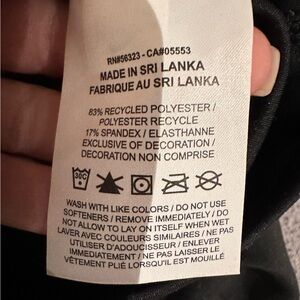 RN#56323 - CA#05553
MADE IN SRI LANKA
FABRIQUE AU SRI LANKA
83% RECYCLED POLYESTER /
POLYESTER RECYCLE
17% SPANDEX / ELASTHANNE
EXCLUSIVE OF DECORATION /
DECORATION NON COMPRISE
30C
WASH WITH LIKE COLORS / DO NOT USE
SOFTENERS / REMOVE IMMEDIATELY / DO
NOT ALLOW TO LAY ON ITSELF WHEN WET
LAVER AVEC COULEURS SIMILAIRES / NE PAS
UTILISER D'ADOUCISSEUR / ENLEVER
IMMEDIATEMENT / NE PAS LAISSER LE
VÊTEMENT PLIÉ LORSQU'IL EST MOUILLÉ